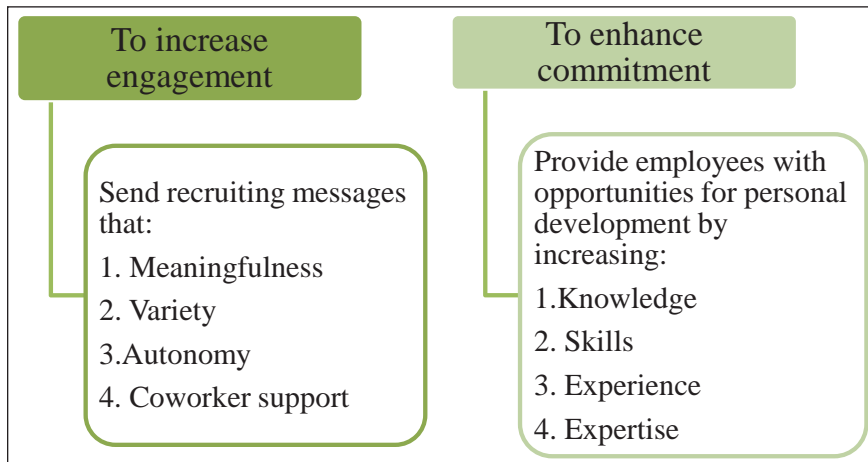 To increase
engagement
Send recruiting messages
that:
1. Meaningfulness
2. Variety
3.Autonomy
4. Coworker support
To enhance
commitment
Provide employees with
opportunities for personal
development by
increasing:
1.Knowledge
2. Skills
3. Experience
4. Expertise